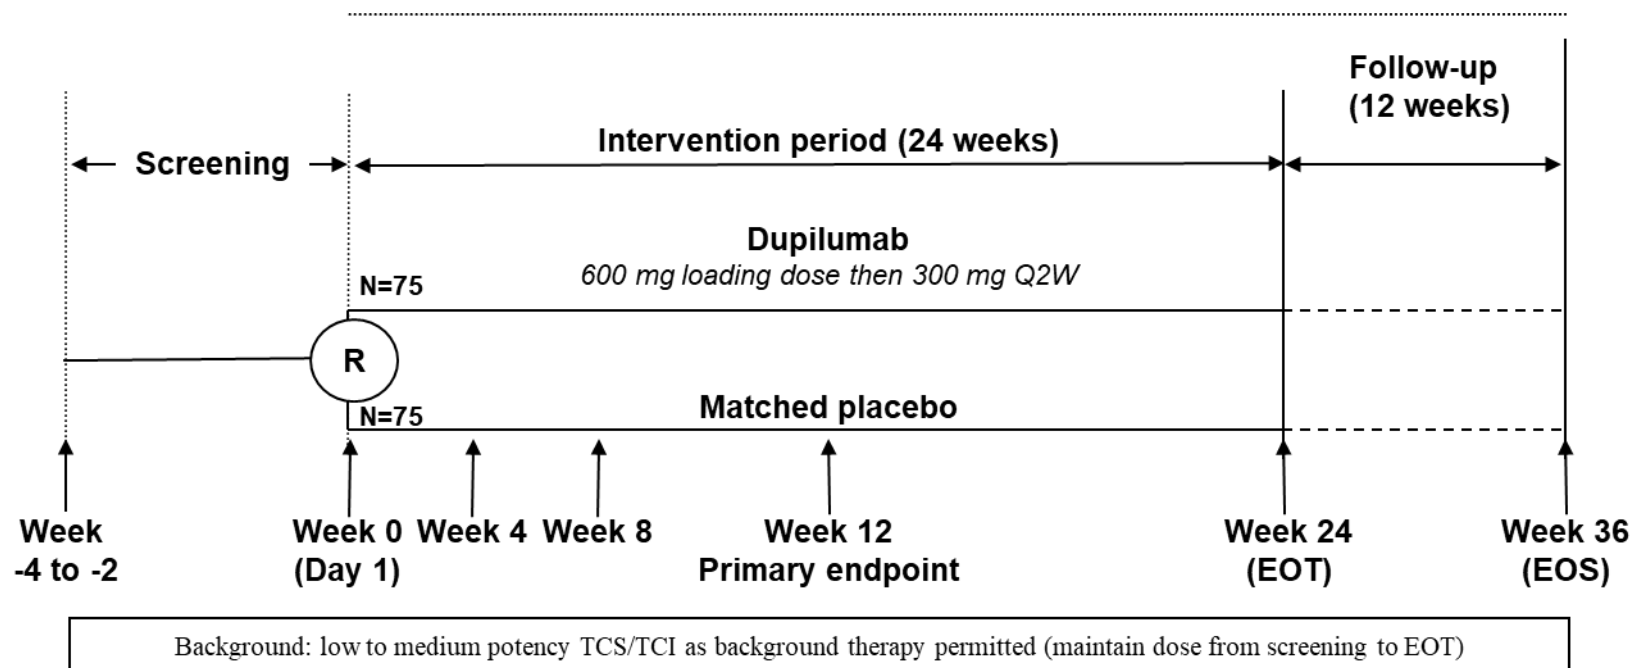 Follow-up
(12 weeks)
Intervention period (24 weeks)
Screening
Dupilumab
600 mg loading dose then 300 mg Q2W
N=75
R
N=75
Matched placebo
Week
-4 to -2
Week 0
(Day 1)
Week 4
Week 8
Week 12
Primary endpoint
Week 24
(EOT)
Week 36
(EOS)
Background: low to medium potency TCS/TCI as background therapy permitted (maintain dose from screening to EOT)